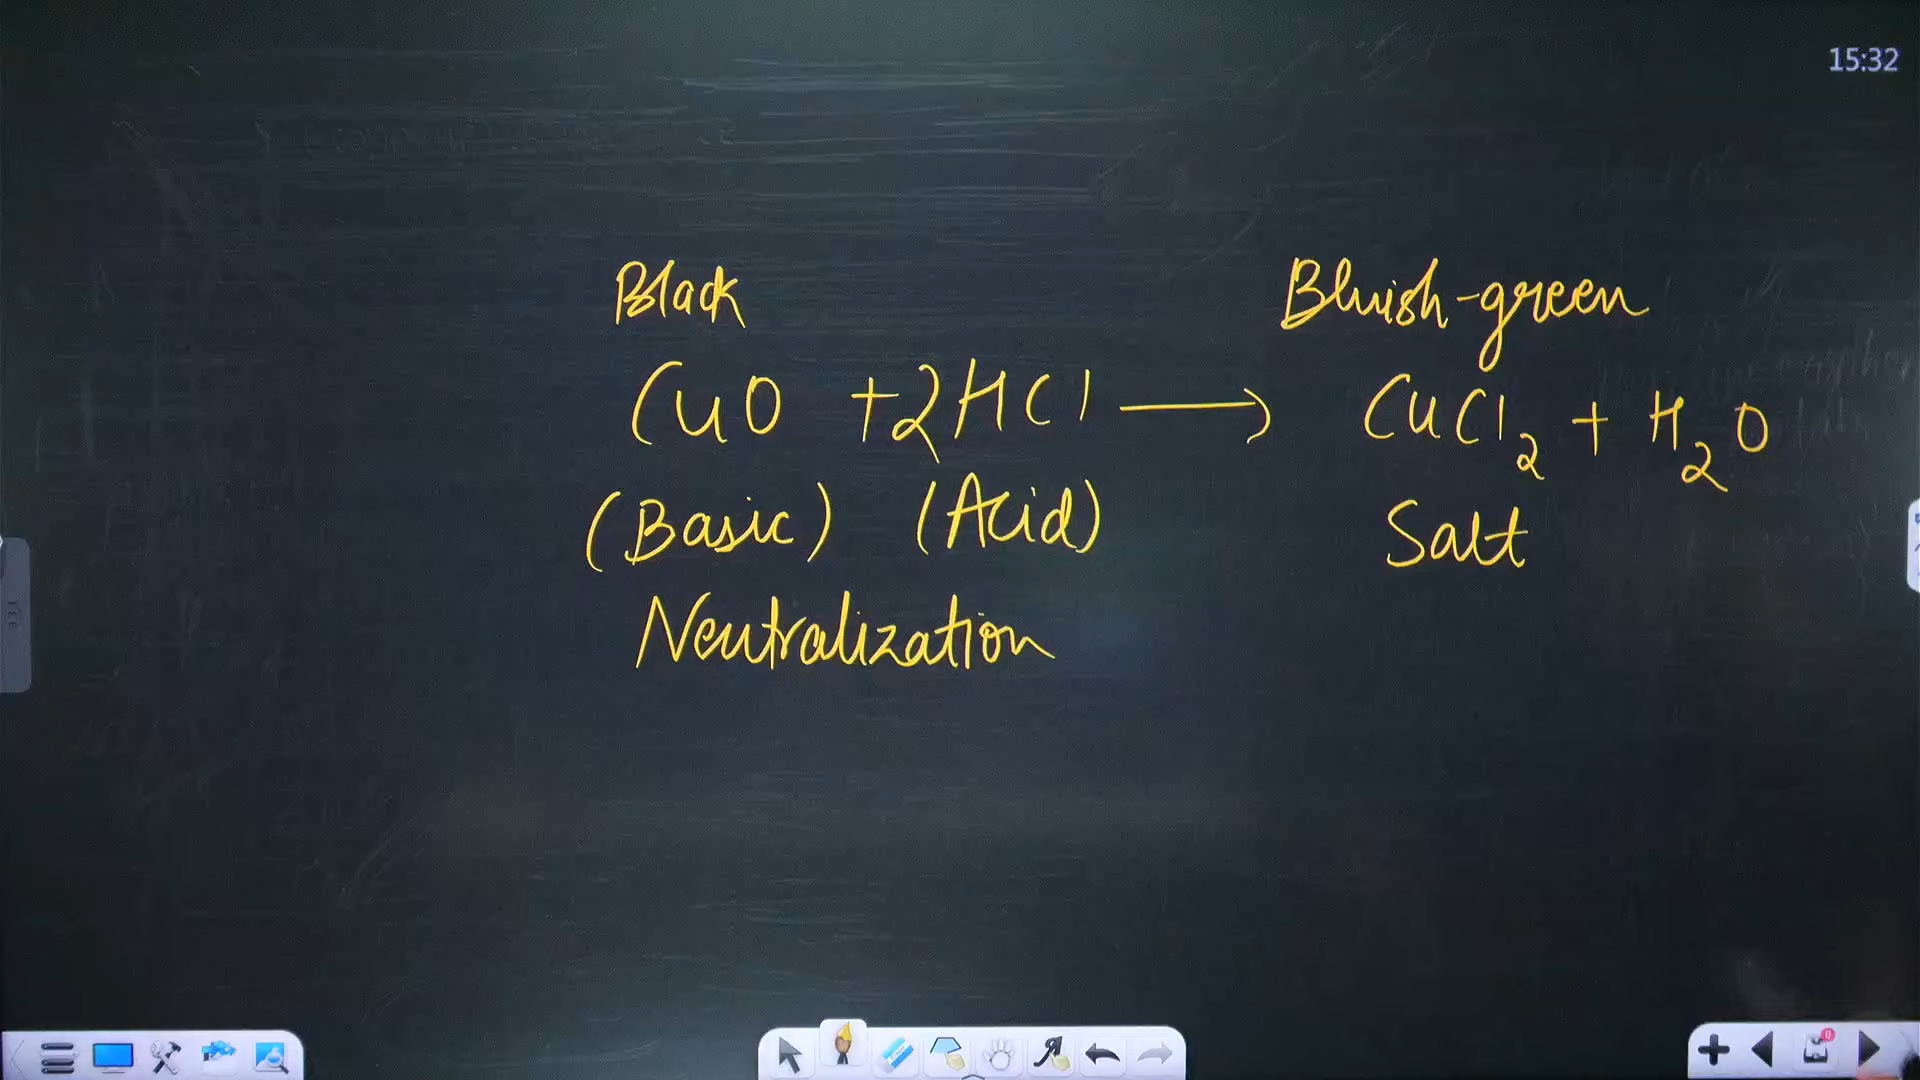 15:32
Black Bluish-green
CuO +2HCl ⟶ CuCl₂ + H₂O
(Basic) (Acid) Salt
Neutralization